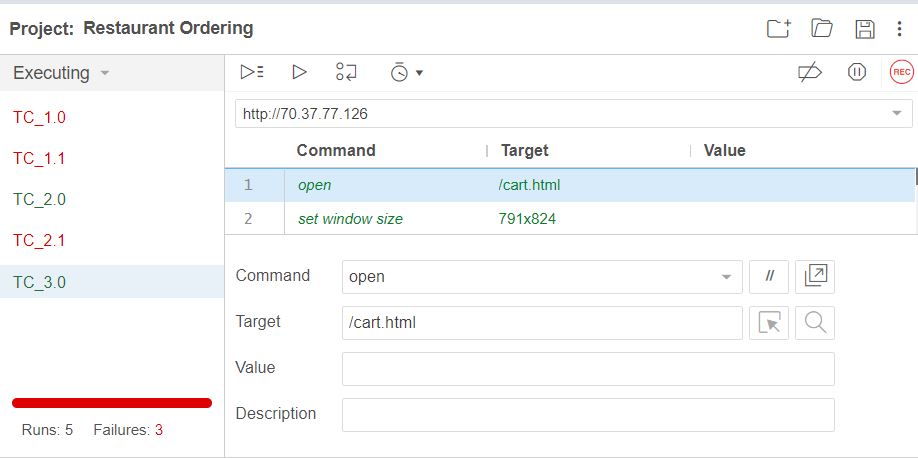 Project: Restaurant Ordering
Executing
REC
TC_1.0
TC_1.1
TC_2.0
TC_2.1
TC_3.0
Runs: 5 Failures: 3
http://70.37.77.126
Command Target Value
1 open /cart.html
2 set window size 791x824
Command open //
Target /cart.html
Value
Description